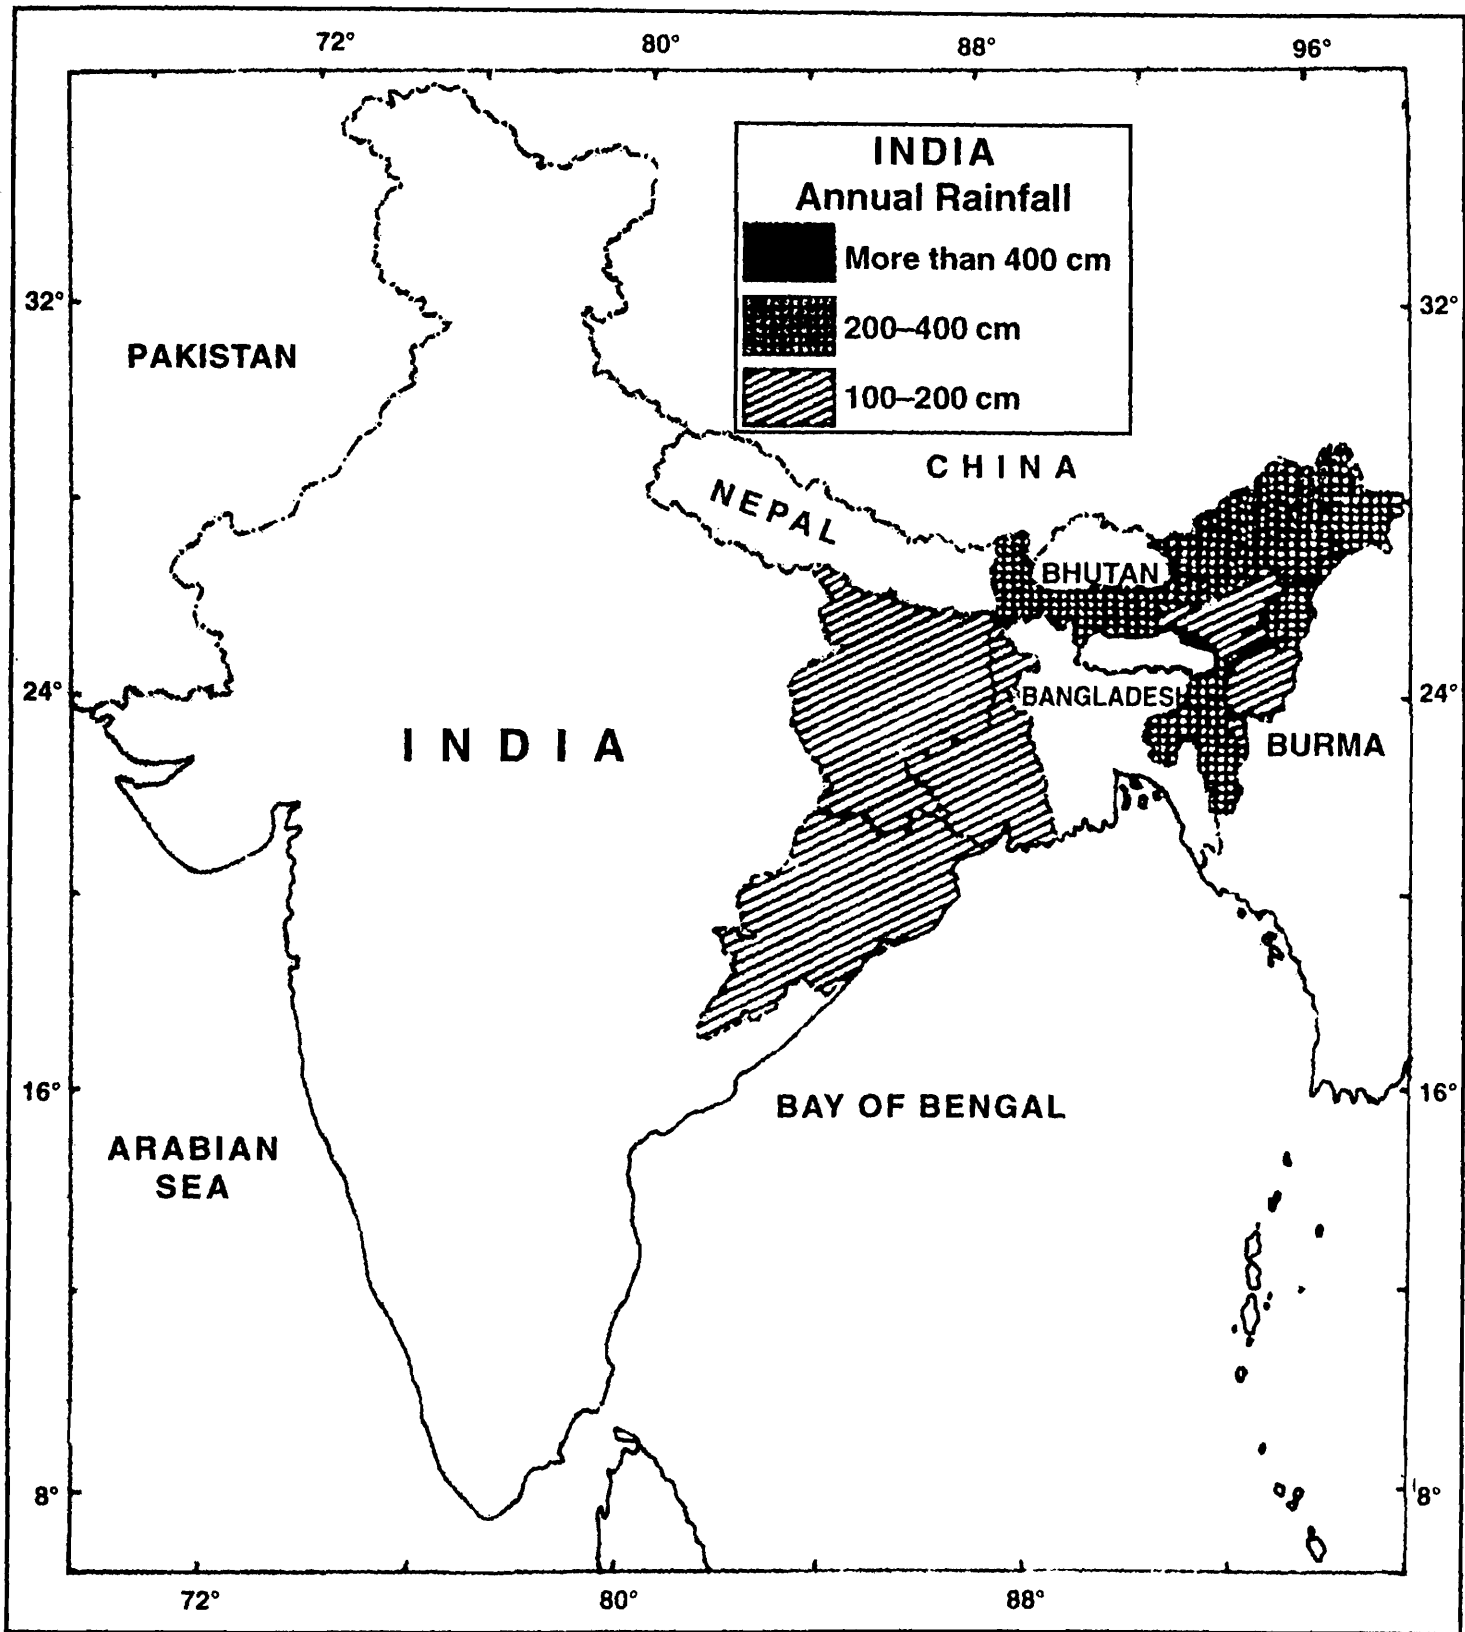 72° 80° 88° 96°
INDIA
Annual Rainfall
More than 400 cm
32° 32°
200–400 cm
PAKISTAN
100–200 cm
CHINA
NEPAL
BHUTAN
24° BANGLADESH 24°
INDIA
BURMA
16° 16°
BAY OF BENGAL
ARABIAN
SEA
8° 8°
72° 80° 88°